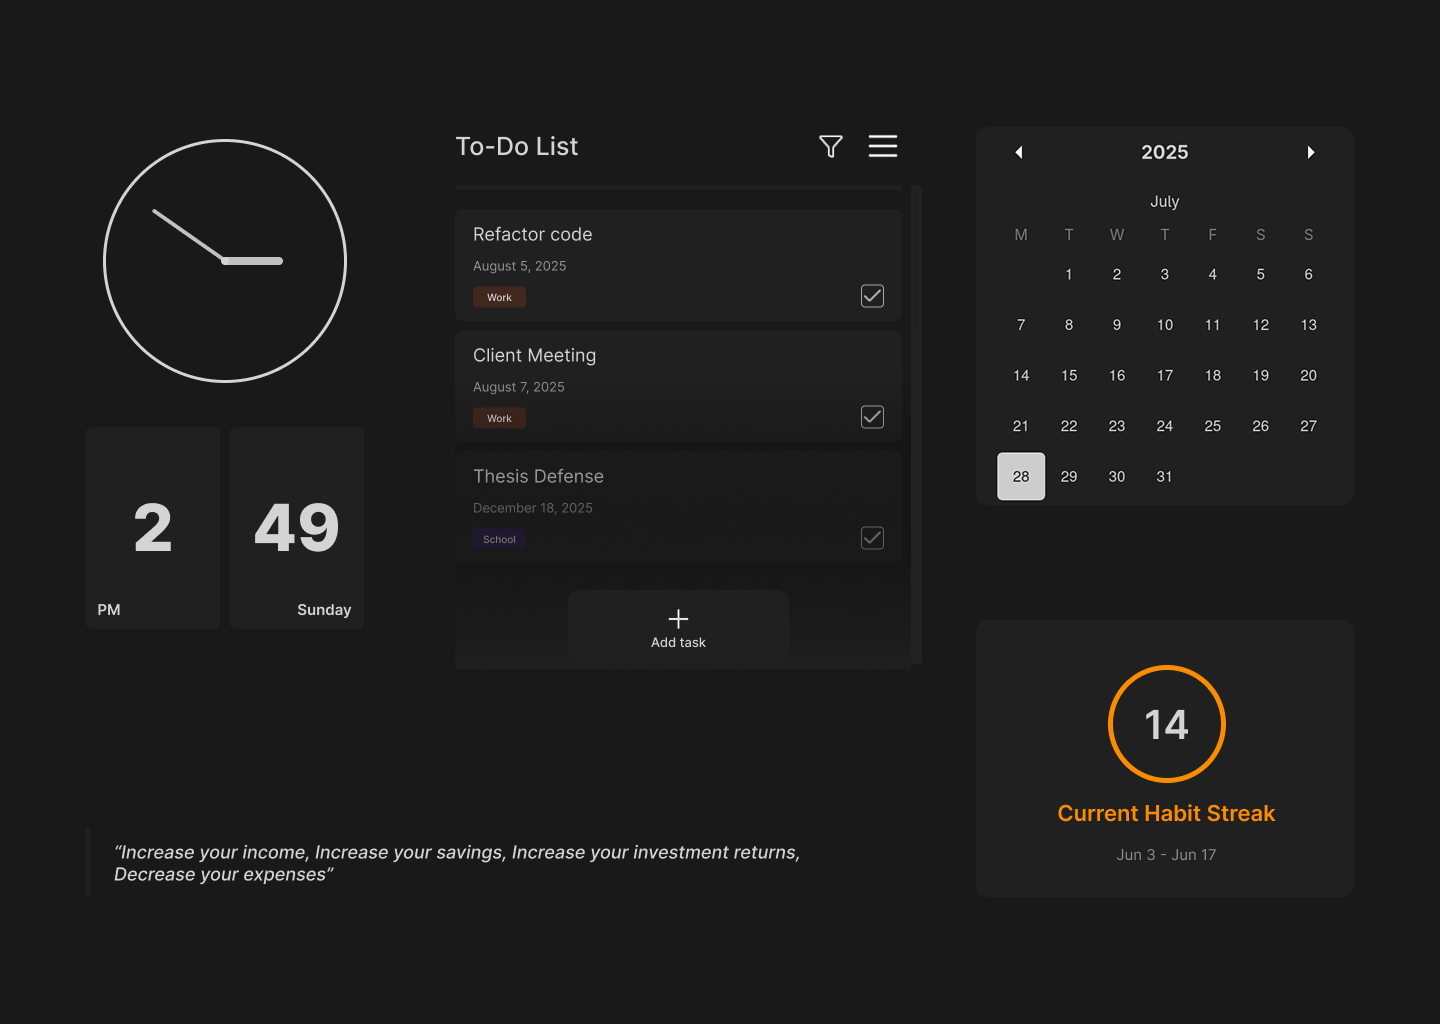 To-Do List
Refactor code
August 5, 2025
Work
Client Meeting
August 7, 2025
Work
Thesis Defense
December 18, 2025
School
Add task
2
PM
49
Sunday
2025
July
M T W T F S S
1 2 3 4 5 6
7 8 9 10 11 12 13
14 15 16 17 18 19 20
21 22 23 24 25 26 27
28 29 30 31
14
Current Habit Streak
Jun 3 - Jun 17
“Increase your income, Increase your savings, Increase your investment returns,
Decrease your expenses”